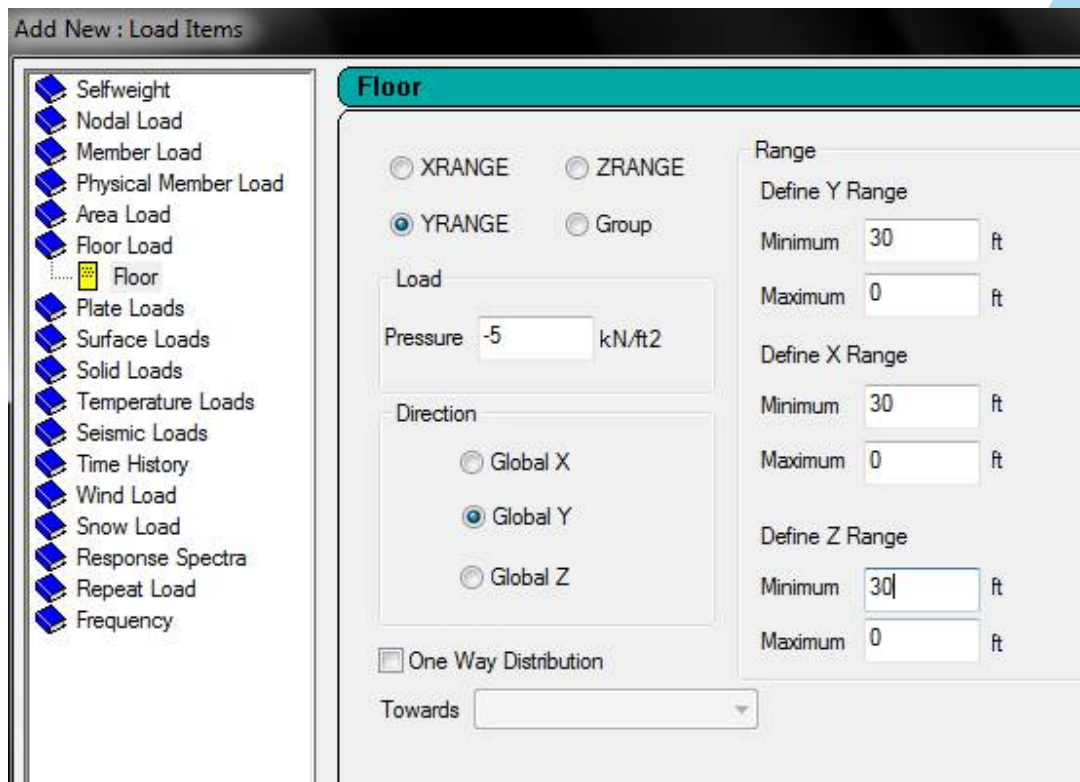 Add New : Load Items
Selfweight
Nodal Load
Member Load
Physical Member Load
Area Load
Floor Load
Floor
Plate Loads
Surface Loads
Solid Loads
Temperature Loads
Seismic Loads
Time History
Wind Load
Snow Load
Response Spectra
Repeat Load
Frequency
Floor
XRANGE ZRANGE
YRANGE Group
Load
Pressure -5 kN/ft2
Direction
Global X
Global Y
Global Z
One Way Distribution
Towards
Range
Define Y Range
Minimum 30 ft
Maximum 0 ft
Define X Range
Minimum 30 ft
Maximum 0 ft
Define Z Range
Minimum 30 ft
Maximum 0 ft